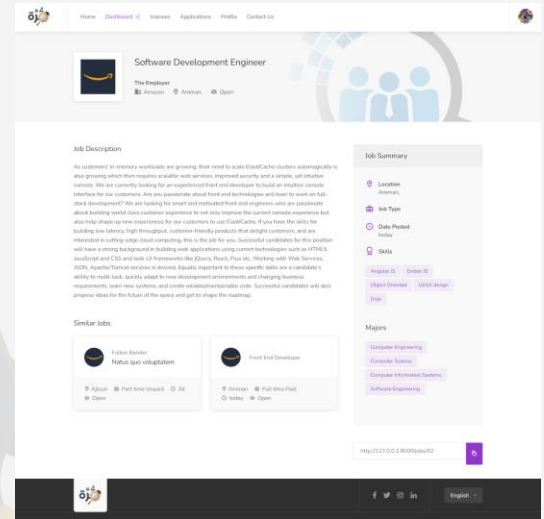 Home Dashboard trainees Applications Profile Contact Us
Software Development Engineer
The Employer
Amazon Amman, Open
Job Description
As customers' in-memory workloads are growing, their need to scale ElastiCache clusters automagically is
also growing which then requires scalable web services, improved security and a simple, yet intuitive
console. We are currently looking for an experienced front end developer to build an intuitive console
interface for our customers. Are you passionate about front end technologies and keen to work on full-
stack development? We are looking for smart and motivated front end engineers who are passionate
about building world class customer experience to not only improve the current console experience but
also help shape up new experiences for our customers to use ElastiCache. If you have the skills for
building low latency, high throughput, customer-friendly products that delight customers, and are
interested in cutting-edge cloud computing, this is the job for you. Successful candidates for this position
will have a strong background in building web applications using current technologies such as HTML5,
JavaScript and CSS and web UI frameworks like jQuery, React, Flux etc. Working with Web Services,
JSON, Apache/Tomcat services is desired. Equally important to these specific skills are a candidate's
ability to multi-task, quickly adapt to new development environments and changing business
requirements, learn new systems, and create reliable/maintainable code. Successful candidates will also
propose ideas for the future of the space and get to shape the roadmap.
Similar Jobs
Fulton Bender
Natus quo voluptatem
Ajloun Part time Unpaid 3d
Open
Front End Developer
Amman Full time Paid
today Open
Job Summary
Location
Amman,
Job Type
Date Posted
today
Skills
Angular JS Ember JS
Object Oriented UI/UX design
Dojo
Majors
Computer Engineering
Computer Science
Computer Information Systems
Software Engineering
http://127.0.0.1:8000/jobs/62
English